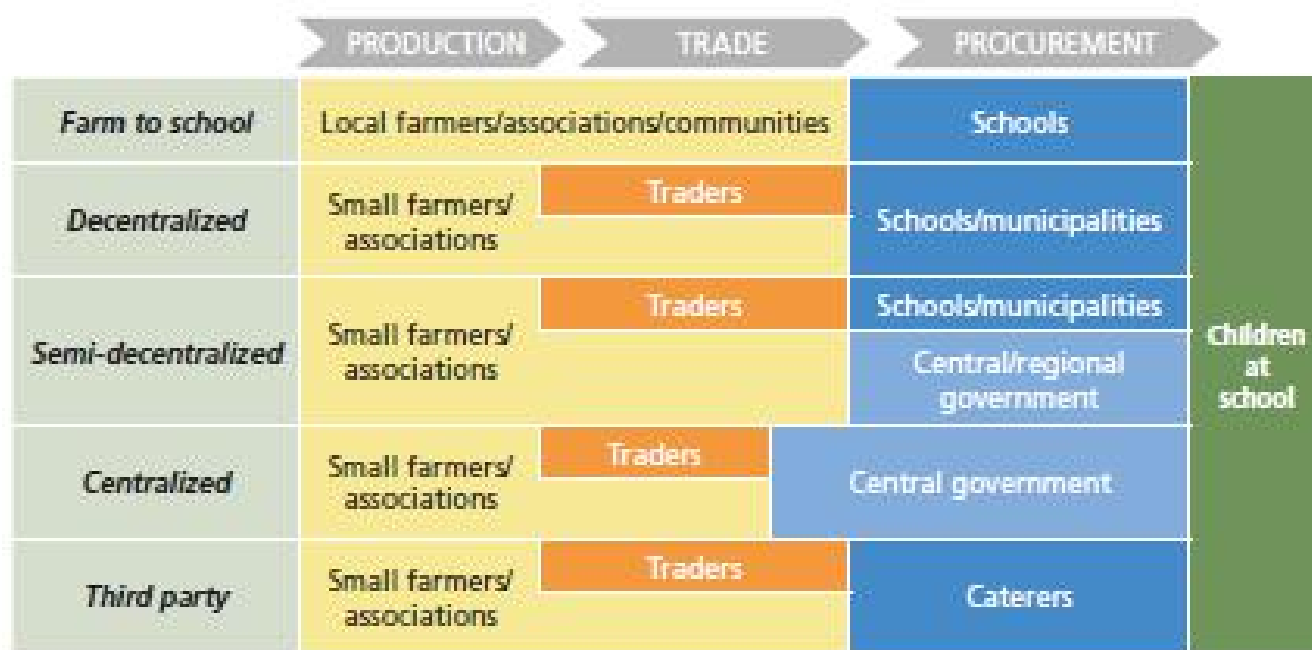 PRODUCTION
TRADE
PROCUREMENT
Farm to school
Local farmers/associations/communities
Schools
Decentralized
Small farmers/
associations
Traders
Schools/municipalities
Semi-decentralized
Small farmers/
associations
Traders
Schools/municipalities
Central/regional
government
Children
at
school
Centralized
Small farmers/
associations
Traders
Central government
Third party
Small farmers/
associations
Traders
Caterers